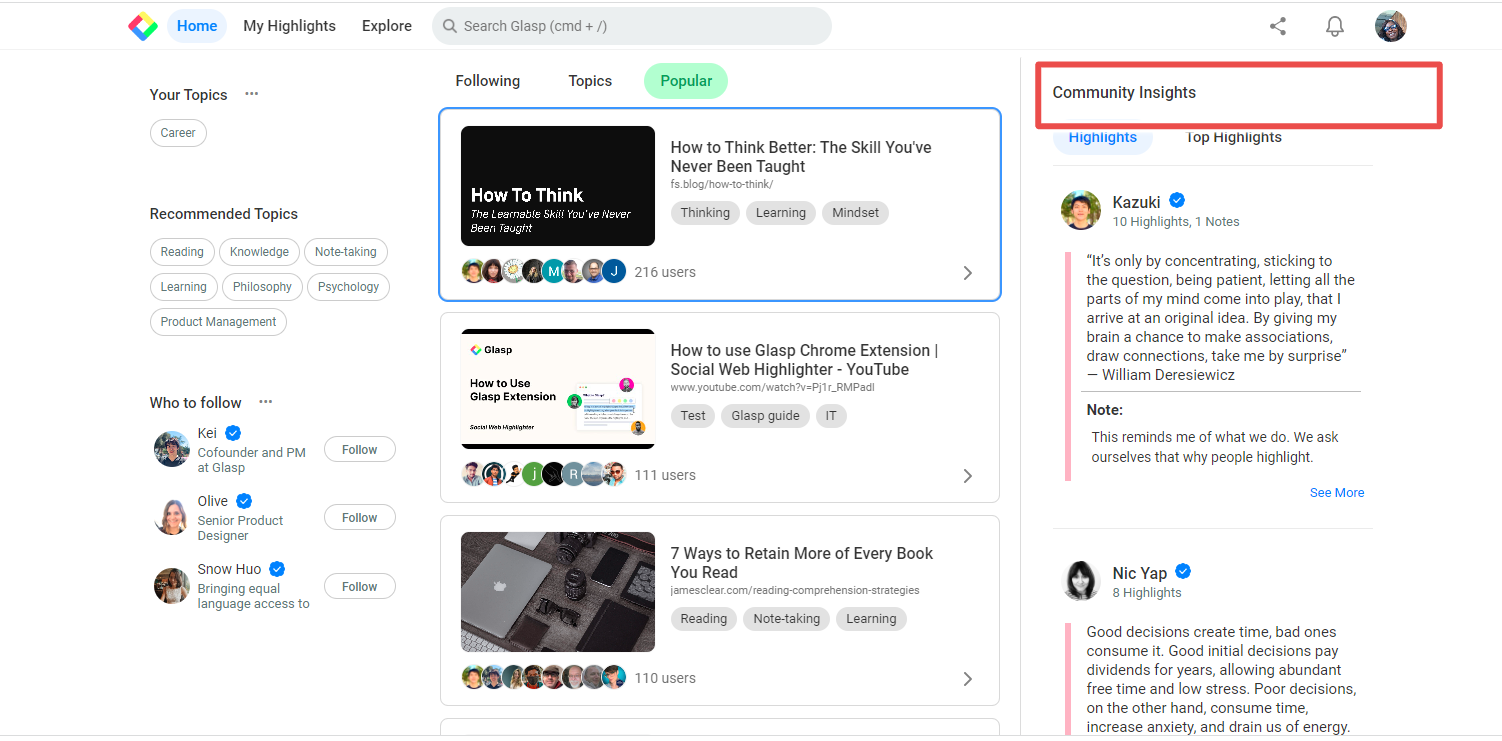 Home
My Highlights
Explore
Search Glasp (cmd + /)
Your Topics
Career
Recommended Topics
Reading
Knowledge
Note-taking
Learning
Philosophy
Psychology
Product Management
Who to follow
Kei
Cofounder and PM
at Glasp
Follow
Olive
Senior Product
Designer
Follow
Snow Huo
Bringing equal
language access to
Follow
Following
Topics
Popular
How To Think
The Learnable Skill You've Never
Been Taught
How to Think Better: The Skill You've
Never Been Taught
fs.blog/how-to-think/
Thinking
Learning
Mindset
M
J
216 users
Glasp
How to Use
Glasp Extension
Social Web Highlighter
How to use Glasp Chrome Extension |
Social Web Highlighter - YouTube
www.youtube.com/watch?v=Pj1r_RMPadI
Test
Glasp guide
IT
j
R
111 users
7 Ways to Retain More of Every Book
You Read
jamesclear.com/reading-comprehension-strategies
Reading
Note-taking
Learning
110 users
Community Insights
Highlights
Top Highlights
Kazuki
10 Highlights, 1 Notes
“It’s only by concentrating, sticking to
the question, being patient, letting all the
parts of my mind come into play, that I
arrive at an original idea. By giving my
brain a chance to make associations,
draw connections, take me by surprise”
— William Deresiewicz
Note:
This reminds me of what we do. We ask
ourselves that why people highlight.
See More
Nic Yap
8 Highlights
Good decisions create time, bad ones
consume it. Good initial decisions pay
dividends for years, allowing abundant
free time and low stress. Poor decisions,
on the other hand, consume time,
increase anxiety, and drain us of energy.